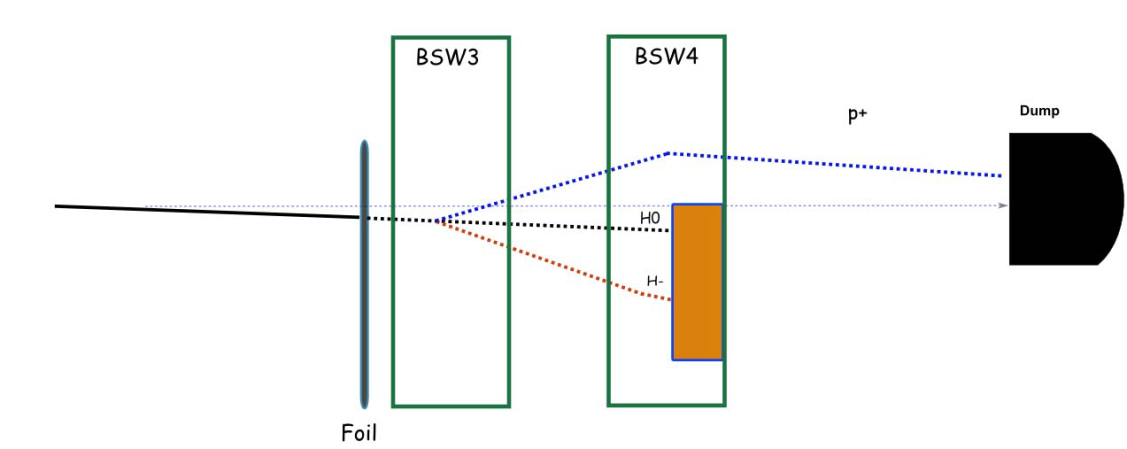 BSW3
BSW4
p+
Dump
H0
H-
Foil